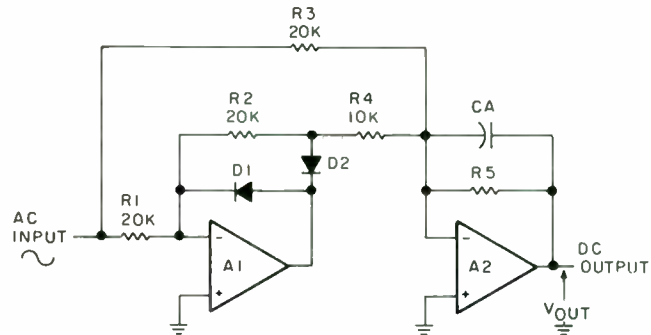 R3
20K
R2
20K
R4
10K
CA
D1
D2
R5
R1
20K
AC
INPUT
-
+
A1
-
+
A2
DC
OUTPUT
VOUT